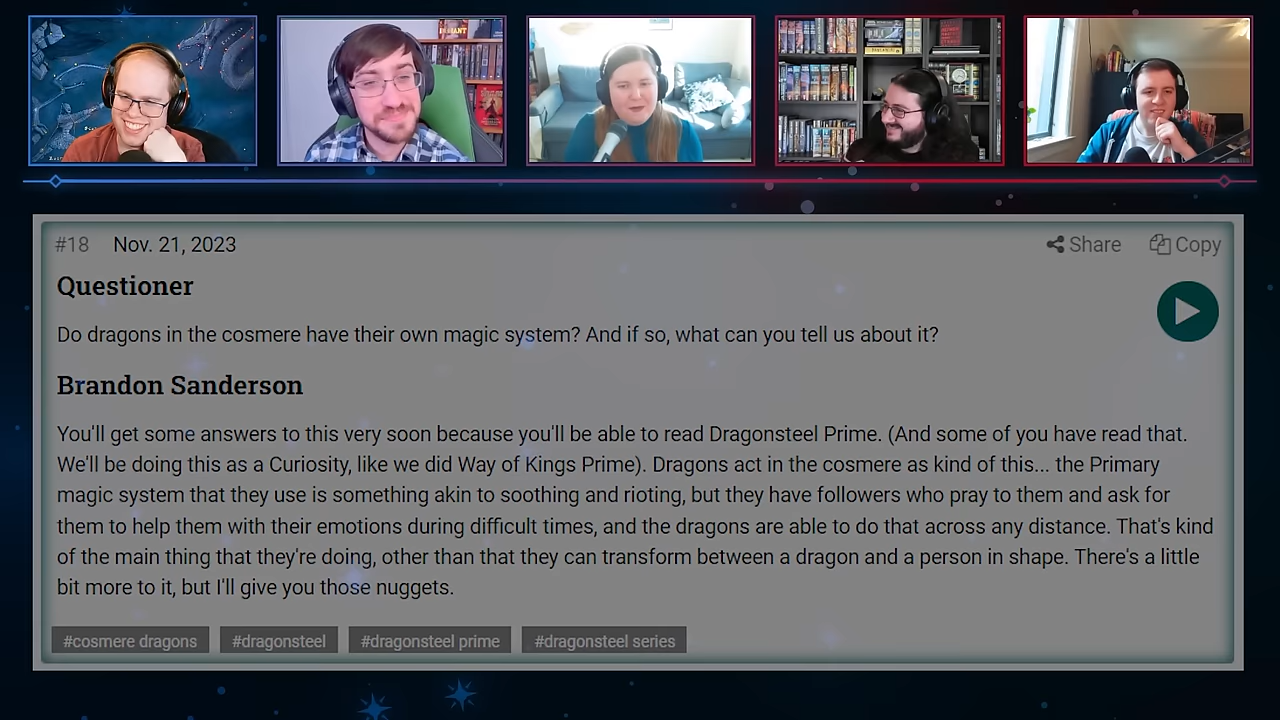 #18 Nov. 21, 2023 Share Copy
Questioner
Do dragons in the cosmere have their own magic system? And if so, what can you tell us about it?
Brandon Sanderson
You'll get some answers to this very soon because you'll be able to read Dragonsteel Prime. (And some of you have read that.
We'll be doing this as a Curiosity, like we did Way of Kings Prime). Dragons act in the cosmere as kind of this... the Primary
magic system that they use is something akin to soothing and rioting, but they have followers who pray to them and ask for
them to help them with their emotions during difficult times, and the dragons are able to do that across any distance. That's kind
of the main thing that they're doing, other than that they can transform between a dragon and a person in shape. There's a little
bit more to it, but I'll give you those nuggets.
#cosmere dragons #dragonsteel #dragonsteel prime #dragonsteel series